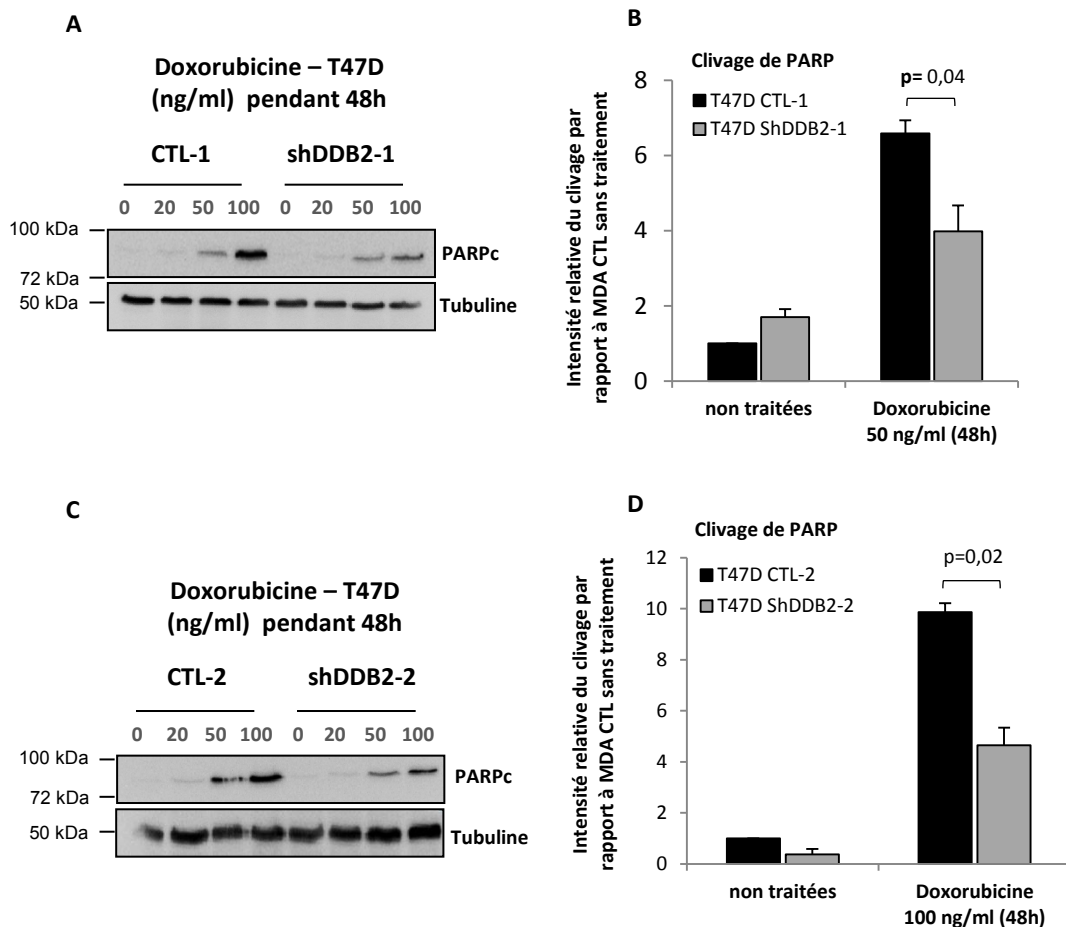 A
Doxorubicine – T47D
(ng/ml) pendant 48h
CTL-1 shDDB2-1
0 20 50 100 0 20 50 100
100 kDa
PARPc
72 kDa
50 kDa
Tubuline
B
Clivage de PARP
p= 0,04
T47D CTL-1
T47D ShDDB2-1
Intensité relative du clivage par
rapport à MDA CTL sans traitement
8
6
4
2
0
non traitées
Doxorubicine
50 ng/ml (48h)
C
Doxorubicine – T47D
(ng/ml) pendant 48h
CTL-2 shDDB2-2
0 20 50 100 0 20 50 100
100 kDa
PARPc
72 kDa
50 kDa
Tubuline
D
Clivage de PARP
p=0,02
T47D CTL-2
T47D ShDDB2-2
Intensité relative du clivage par
rapport à MDA CTL sans traitement
12
10
8
6
4
2
0
non traitées
Doxorubicine
100 ng/ml (48h)